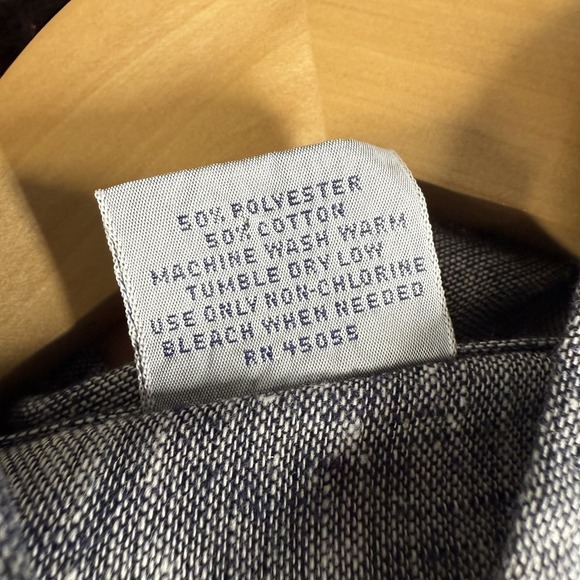 50% POLYESTER
50% COTTON
MACHINE WASH WARM
TUMBLE DRY LOW
USE ONLY NON-CHLORINE
BLEACH WHEN NEEDED
RN 45055